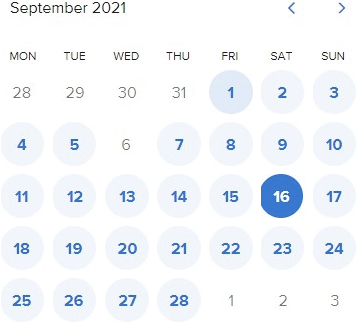 September 2021
MON TUE WED THU FRI SAT SUN
28 29 30 31 1 2 3
4 5 6 7 8 9 10
11 12 13 14 15 16 17
18 19 20 21 22 23 24
25 26 27 28 1 2 3